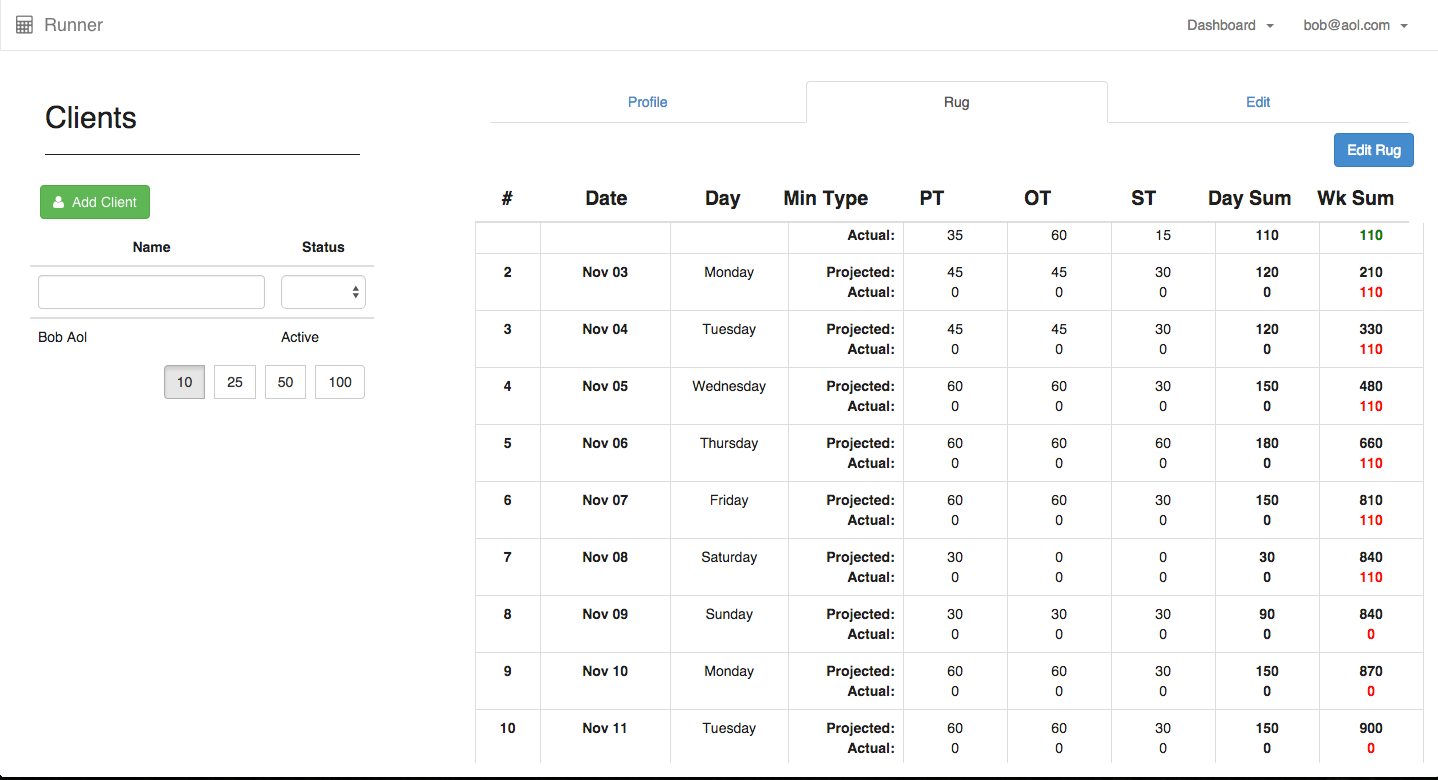 Runner Dashboard bob@aol.com
Clients
Add Client
Name Status
Bob Aol Active
10 25 50 100
Profile Rug Edit
Edit Rug
# Date Day Min Type PT OT ST Day Sum Wk Sum
Actual: 35 60 15 110 110
2 Nov 03 Monday Projected: 45 45 30 120 210
Actual: 0 0 0 0 110
3 Nov 04 Tuesday Projected: 45 45 30 120 330
Actual: 0 0 0 0 110
4 Nov 05 Wednesday Projected: 60 60 30 150 480
Actual: 0 0 0 0 110
5 Nov 06 Thursday Projected: 60 60 60 180 660
Actual: 0 0 0 0 110
6 Nov 07 Friday Projected: 60 60 30 150 810
Actual: 0 0 0 0 110
7 Nov 08 Saturday Projected: 30 0 0 30 840
Actual: 0 0 0 0 110
8 Nov 09 Sunday Projected: 30 30 30 90 840
Actual: 0 0 0 0 0
9 Nov 10 Monday Projected: 60 60 30 150 870
Actual: 0 0 0 0 0
10 Nov 11 Tuesday Projected: 60 60 30 150 900
Actual: 0 0 0 0 0